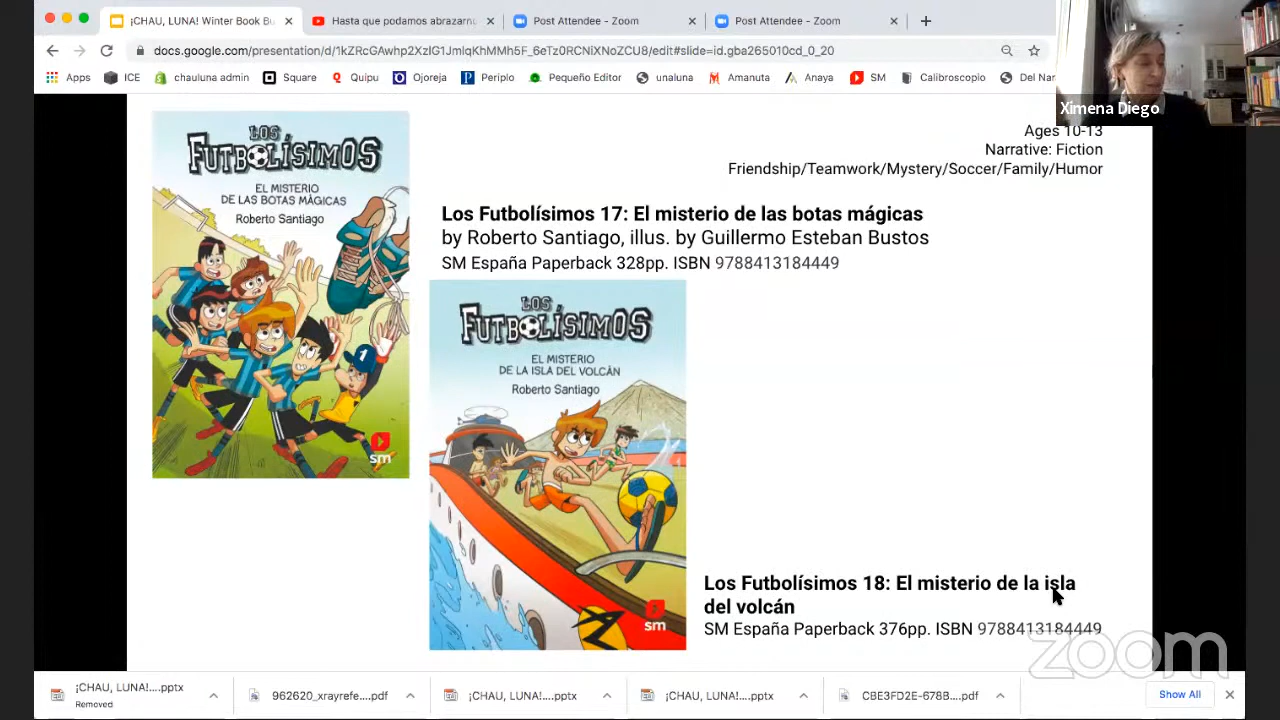 ¡CHAU, LUNA! Winter Book Bu
Hasta que podamos abrazarnu
Post Attendee - Zoom
Post Attendee - Zoom
docs.google.com/presentation/d/1kZRcGAwhp2XzIG1JmIqKhMMh5F_6eTz0RCNiXNoZCU8/edit#slide=id.gba265010cd_0_20
Apps
ICE
chauluna admin
Square
Quipu
Ojoreja
Periplo
Pequeño Editor
unaluna
Amanuta
Anaya
SM
Calibroscopio
Del Nar
Ximena Diego
Ages 10-13
Narrative: Fiction
Friendship/Teamwork/Mystery/Soccer/Family/Humor
LOS
FUTBOLÍSIMOS
EL MISTERIO
DE LAS BOTAS MÁGICAS
Roberto Santiago
1
sm
Los Futbolísimos 17: El misterio de las botas mágicas
by Roberto Santiago, illus. by Guillermo Esteban Bustos
SM España Paperback 328pp. ISBN 9788413184449
LOS
FUTBOLÍSIMOS
EL MISTERIO
DE LA ISLA DEL VOLCÁN
Roberto Santiago
sm
Los Futbolísimos 18: El misterio de la isla
del volcán
SM España Paperback 376pp. ISBN 9788413184449
zoom
¡CHAU, LUNA!....pptx
Removed
962620_xrayrefe....pdf
¡CHAU, LUNA!....pptx
¡CHAU, LUNA!....pptx
CBE3FD2E-678B....pdf
Show All